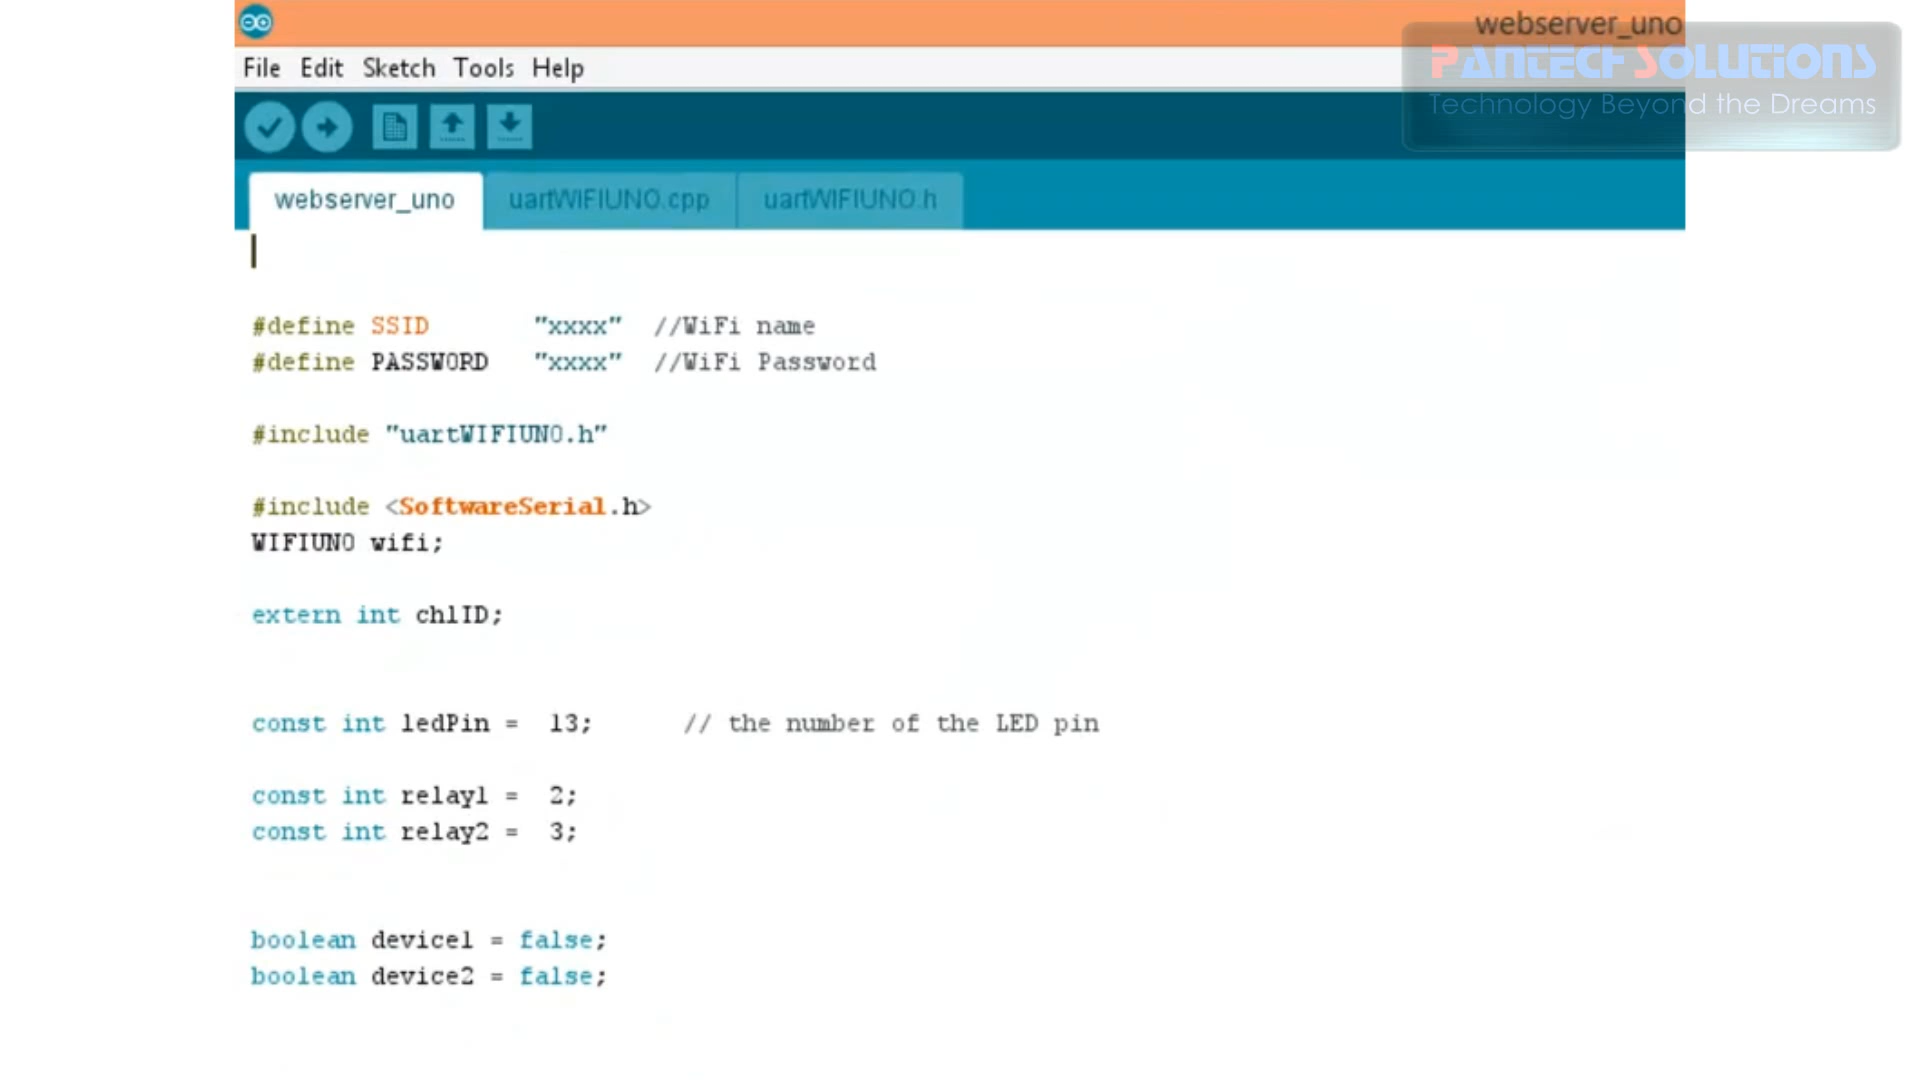 webserver_uno
PANTECH SOLUTIONS
Technology Beyond the Dreams
File Edit Sketch Tools Help
webserver_uno uartWIFIUNO.cpp uartWIFIUNO.h
#define SSID "xxxx" //WiFi name
#define PASSWORD "xxxx" //WiFi Password
#include "uartWIFIUNO.h"
#include <SoftwareSerial.h>
WIFIUNO wifi;
extern int chlID;
const int ledPin = 13; // the number of the LED pin
const int relay1 = 2;
const int relay2 = 3;
boolean device1 = false;
boolean device2 = false;